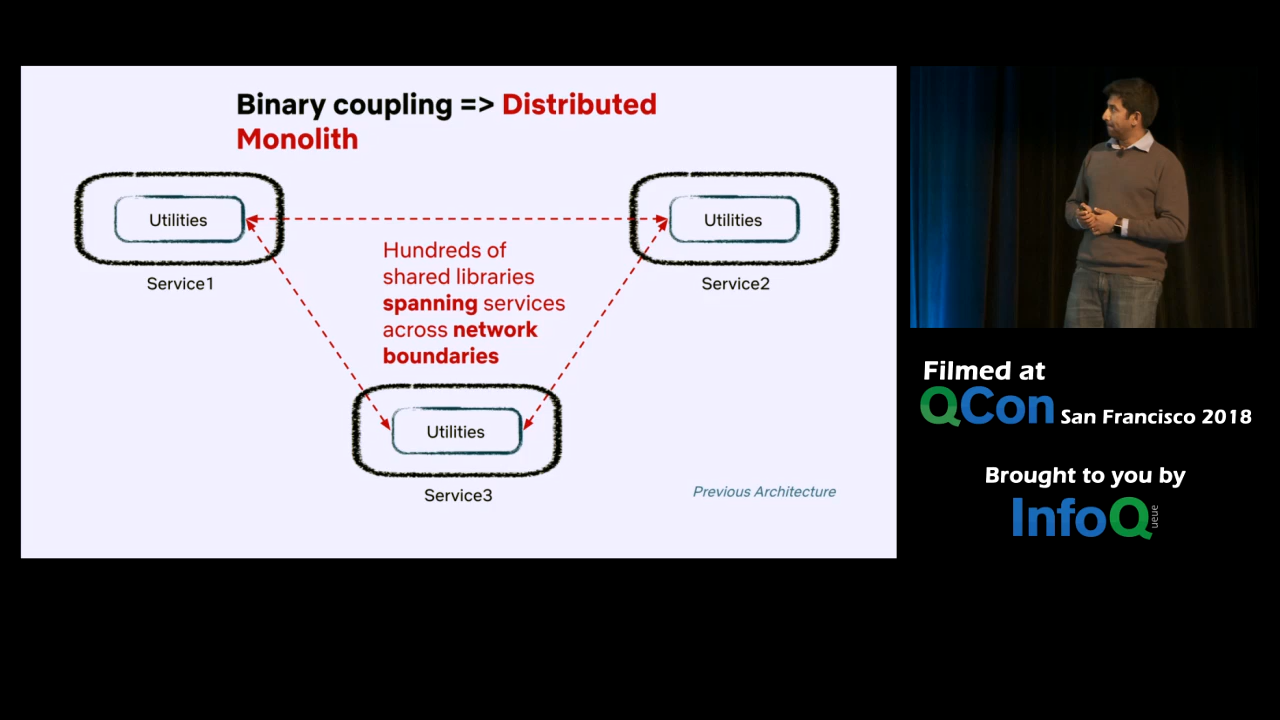 Binary coupling => Distributed
Monolith
Utilities
Utilities
Service1
Service2
Hundreds of
shared libraries
spanning services
across network
boundaries
Utilities
Service3
Previous Architecture
Filmed at
QCon San Francisco 2018
Brought to you by
InfoQueue